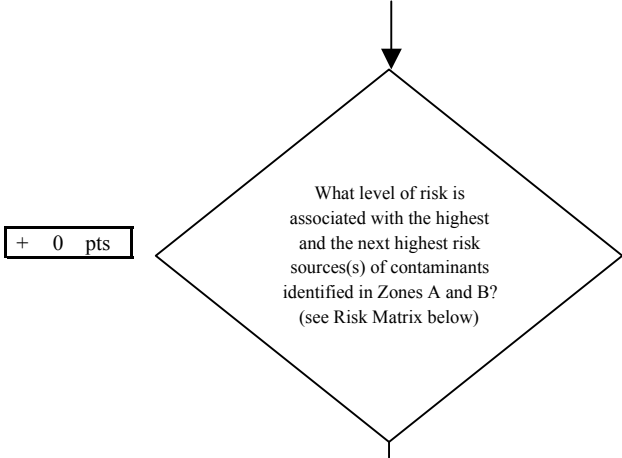 What level of risk is
associated with the highest
and the next highest risk
sources(s) of contaminants
identified in Zones A and B?
(see Risk Matrix below)
+ 0 pts